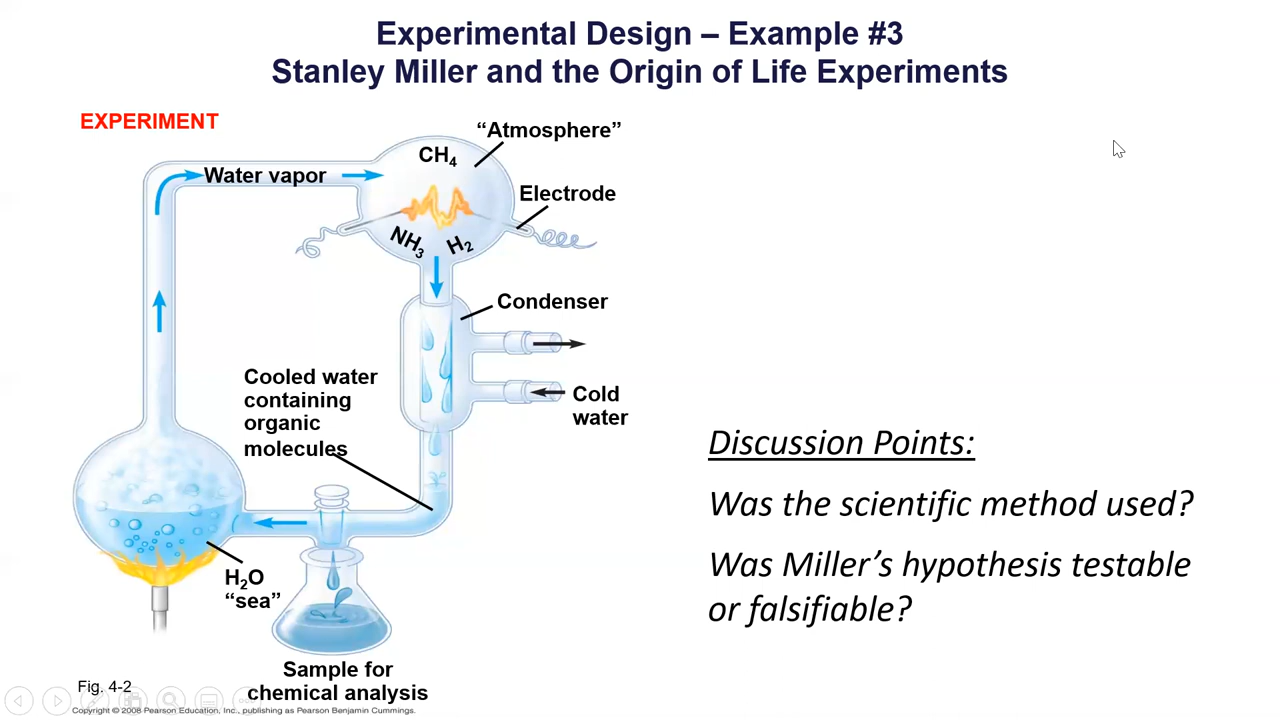 Experimental Design – Example #3
Stanley Miller and the Origin of Life Experiments
EXPERIMENT
“Atmosphere”
CH4
Water vapor
Electrode
NH3
H2
Condenser
Cooled water
containing
organic
molecules
Cold
water
H2O
“sea”
Sample for
chemical analysis
Discussion Points:
Was the scientific method used?
Was Miller’s hypothesis testable
or falsifiable?
Fig. 4-2
Copyright © 2008 Pearson Education, Inc., publishing as Pearson Benjamin Cummings.